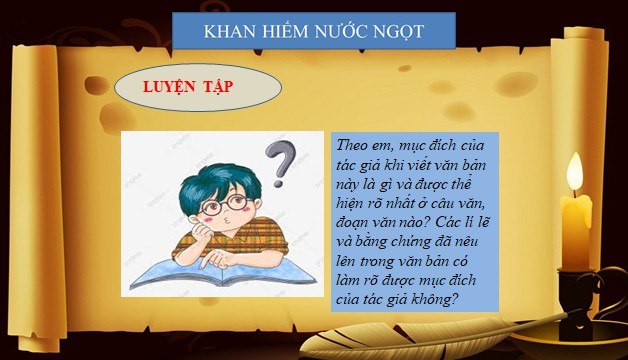 KHAN HIẾM NƯỚC NGỌT
LUYỆN TẬP
Theo em, mục đích của
tác giả khi viết văn bản
này là gì và được thể
hiện rõ nhất ở câu văn,
đoạn văn nào? Các lí lẽ
và bằng chứng đã nêu
lên trong văn bản có
làm rõ được mục đích
của tác giả không?